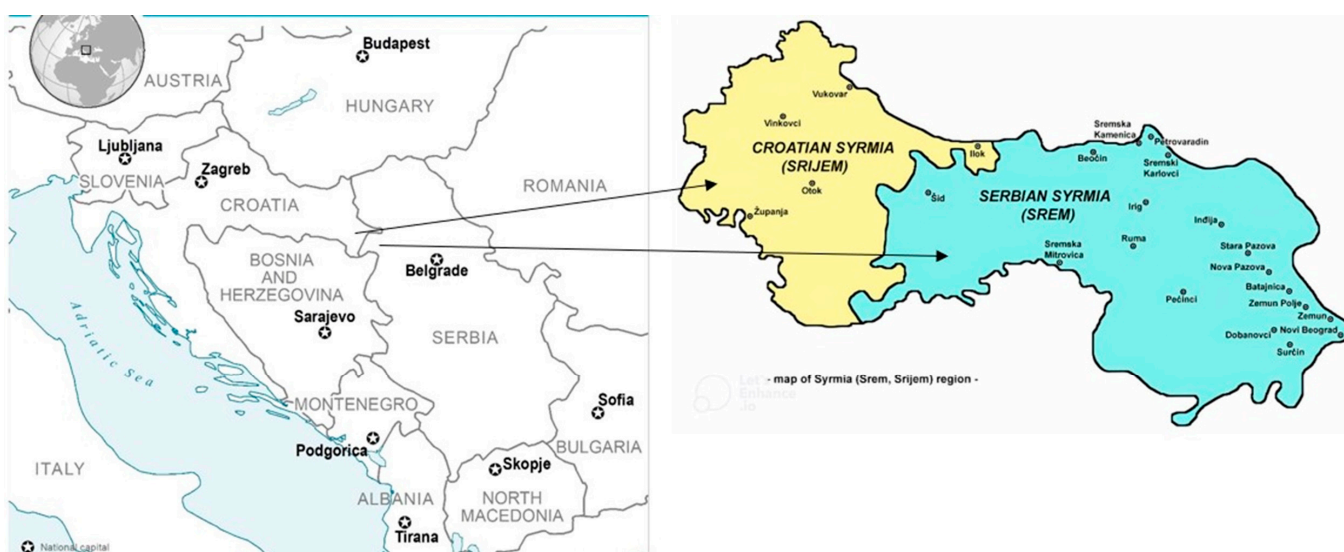 Budapest
AUSTRIA
HUNGARY
Ljubljana
SLOVENIA
Zagreb
CROATIA
ROMANIA
BOSNIA
AND
HERZEGOVINA
Sarajevo
Belgrade
SERBIA
Adriatic Sea
MONTENEGRO
Podgorica
Sofia
BULGARIA
ITALY
Skopje
ALBANIA
NORTH
MACEDONIA
Tirana
National capital
Vukovar
Vinkovci
CROATIAN SYRMIA
(SRIJEM)
Ilok
Otok
Županja
Sremska
Kamenica
Petrovaradin
Beočin
Sremski
Karlovci
SERBIAN SYRMIA
(SREM)
Šid
Irig
Inđija
Ruma
Stara Pazova
Sremska
Mitrovica
Nova Pazova
Pećinci
Batajnica
Zemun Polje
Zemun
Dobanovci
Novi Beograd
Surčin
- map of Syrmia (Srem, Srijem) region -
Let's
Enhance
.io